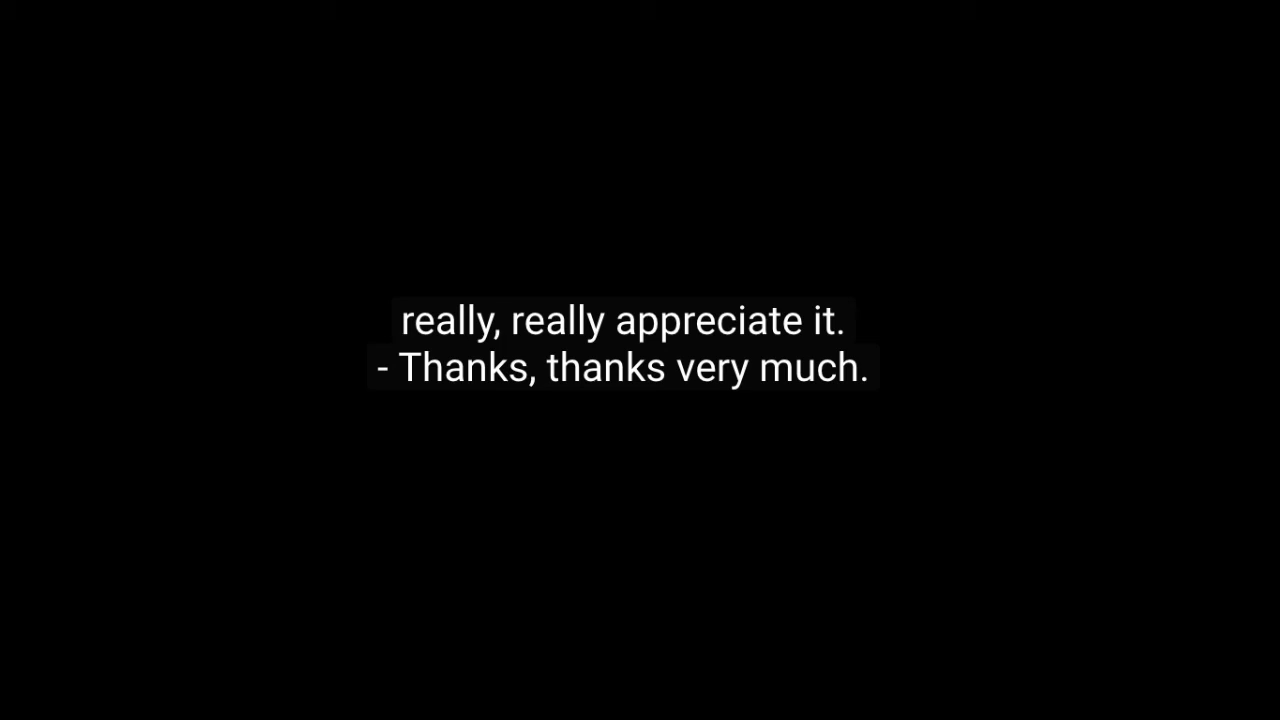 really, really appreciate it.
- Thanks, thanks very much.